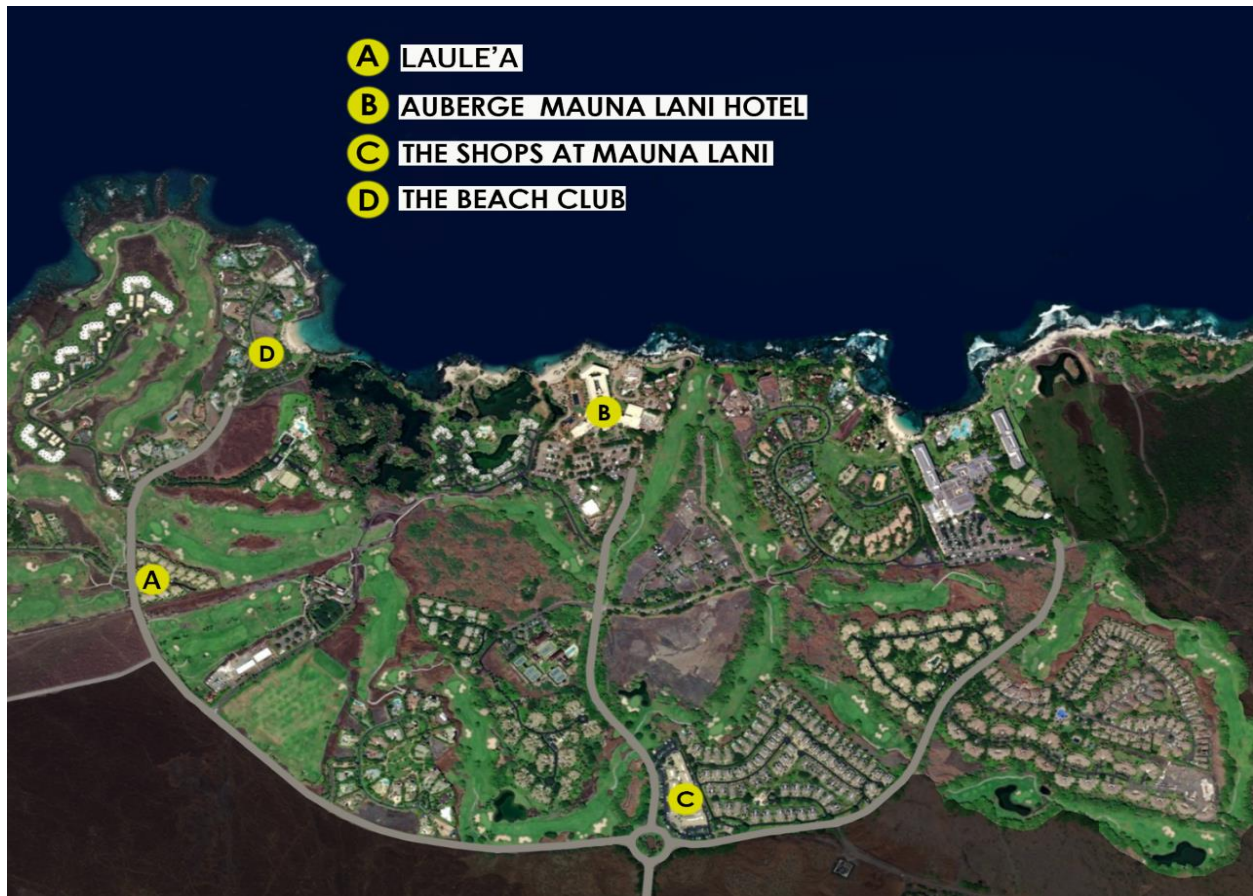 A LAULE'A
B AUBERGE MAUNA LANI HOTEL
C THE SHOPS AT MAUNA LANI
D THE BEACH CLUB
D
B
A
C